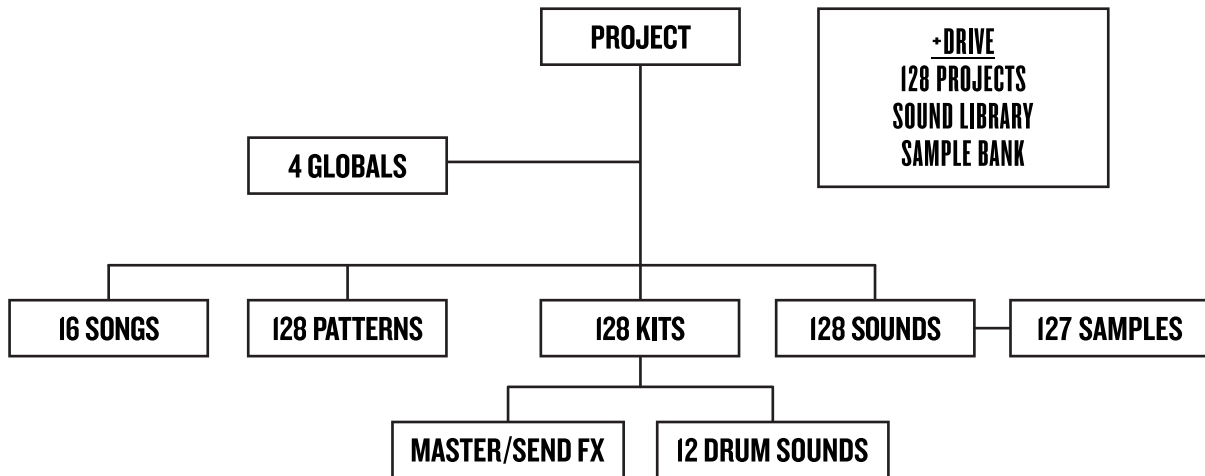 PROJECT
+DRIVE
128 PROJECTS
SOUND LIBRARY
SAMPLE BANK
4 GLOBALS
16 SONGS
128 PATTERNS
128 KITS
128 SOUNDS
127 SAMPLES
MASTER/SEND FX
12 DRUM SOUNDS